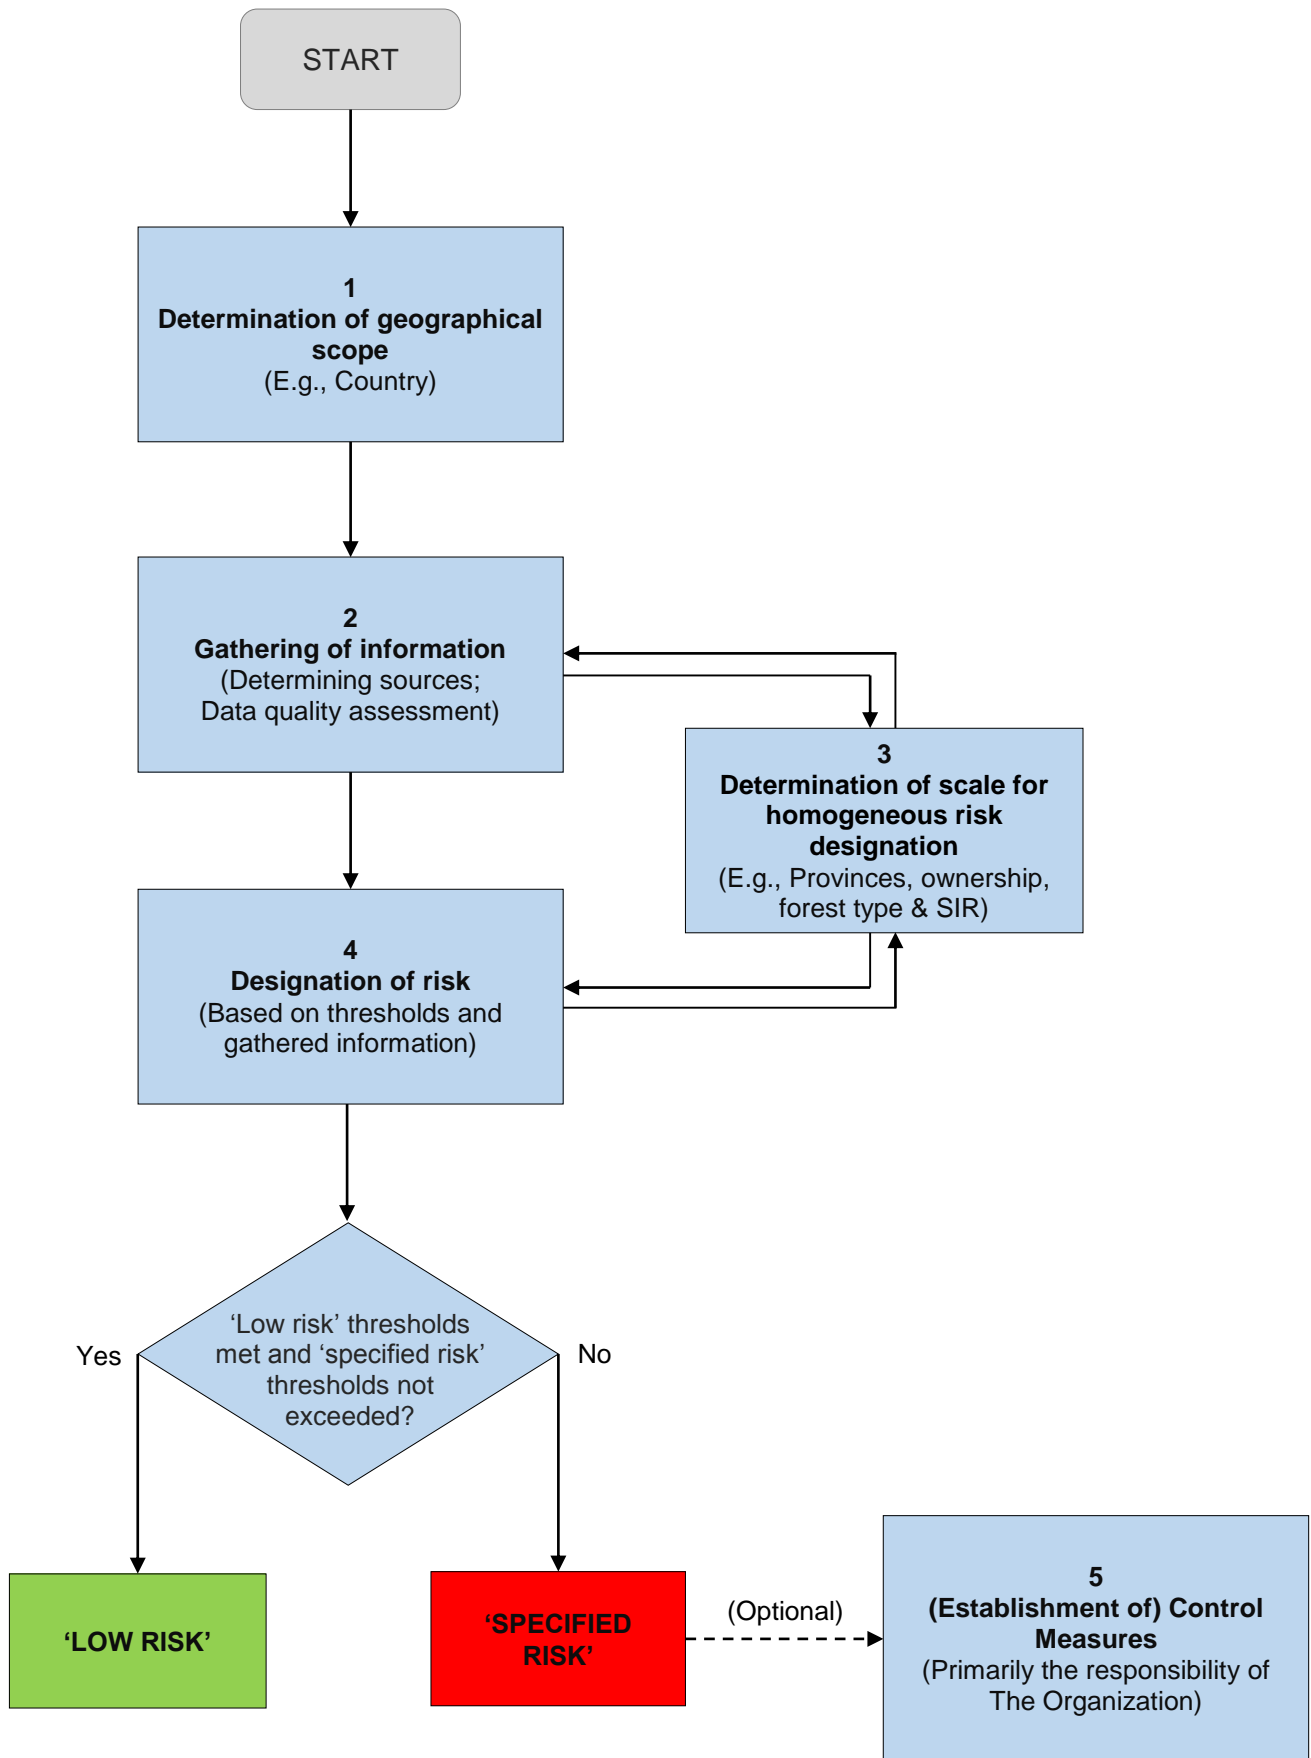 START
1
Determination of geographical
scope
(E.g., Country)
2
Gathering of information
(Determining sources;
Data quality assessment)
3
Determination of scale for
homogeneous risk
designation
(E.g., Provinces, ownership,
forest type & SIR)
4
Designation of risk
(Based on thresholds and
gathered information)
‘Low risk’ thresholds
met and ‘specified risk’
thresholds not
exceeded?
Yes
No
‘LOW RISK’
‘SPECIFIED
RISK’
(Optional)
5
(Establishment of) Control
Measures
(Primarily the responsibility of
The Organization)